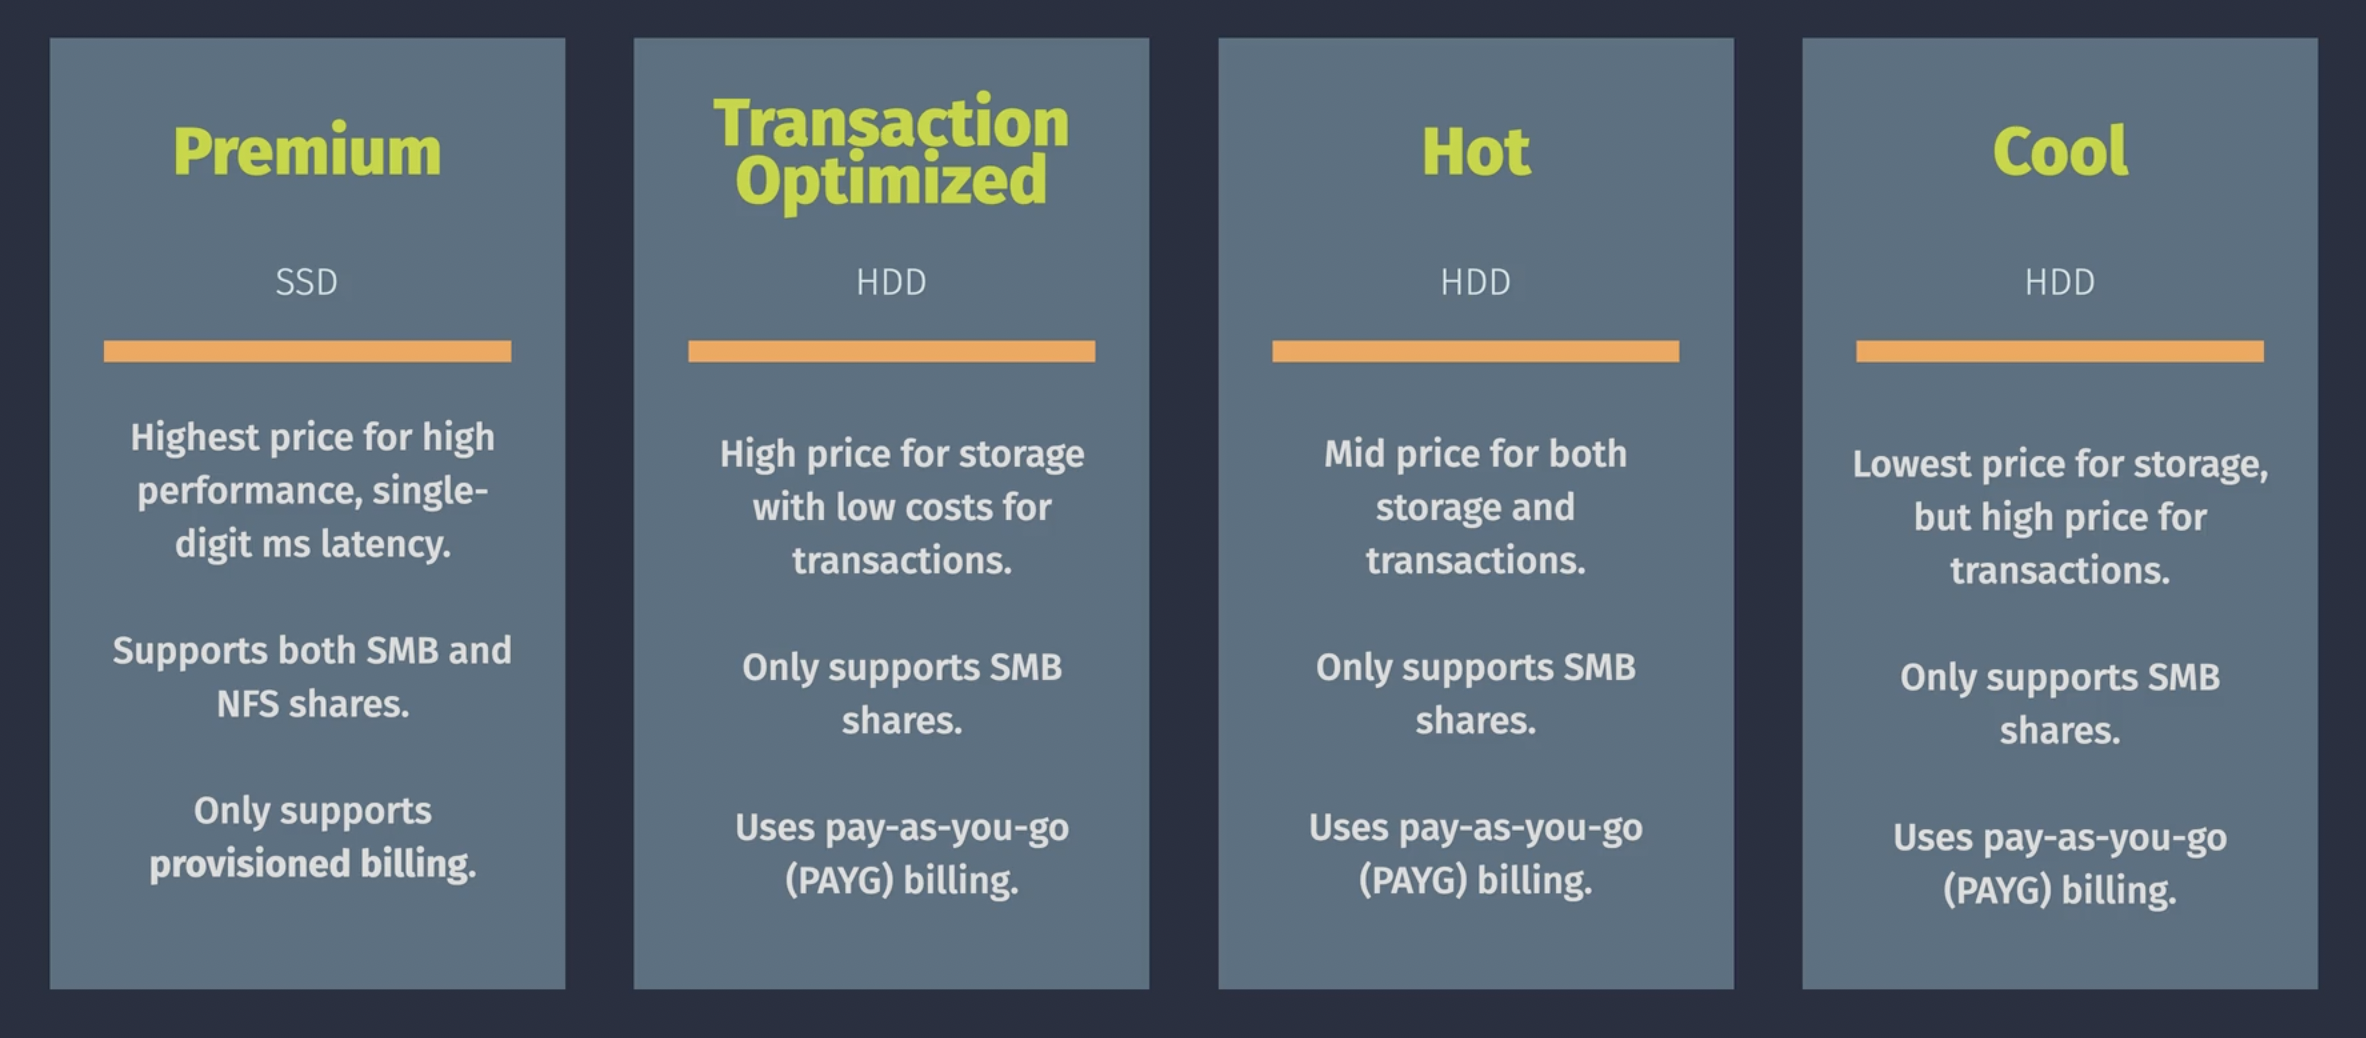 Premium
SSD
Highest price for high
performance, single-
digit ms latency.
Supports both SMB and
NFS shares.
Only supports
provisioned billing.
Transaction
Optimized
HDD
High price for storage
with low costs for
transactions.
Only supports SMB
shares.
Uses pay-as-you-go
(PAYG) billing.
Hot
HDD
Mid price for both
storage and
transactions.
Only supports SMB
shares.
Uses pay-as-you-go
(PAYG) billing.
Cool
HDD
Lowest price for storage,
but high price for
transactions.
Only supports SMB
shares.
Uses pay-as-you-go
(PAYG) billing.